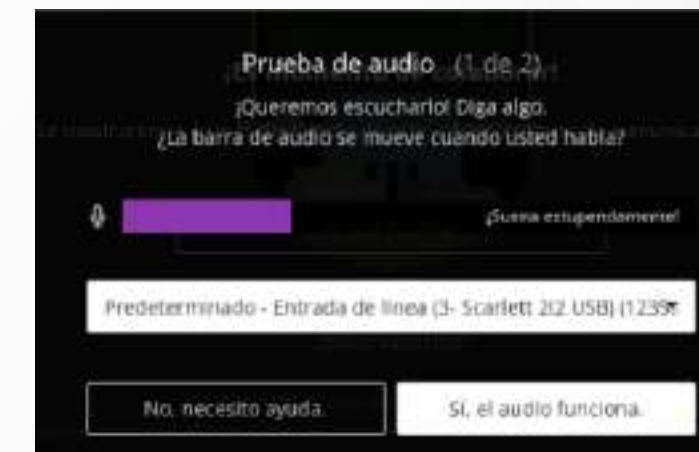 Prueba de audio (1 de 2)
¡Queremos escucharlo! Diga algo.
¿La barra de audio se mueve cuando usted habla?
¡Suena estupendamente!
Predeterminado - Entrada de línea (3- Scarlett 2i2 USB) (1235
No, necesito ayuda.
Sí, el audio funciona.